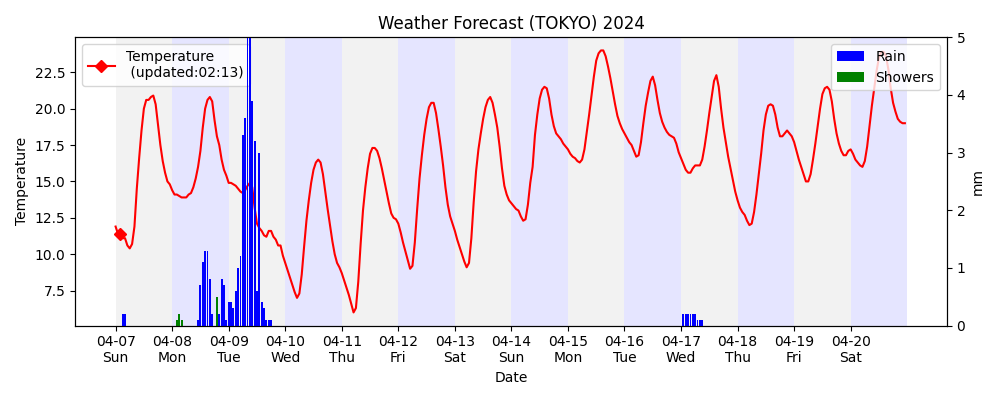 Weather Forecast (TOKYO) 2024
Temperature
(updated:02:13)
Rain
Showers
Temperature
22.5
20.0
17.5
15.0
12.5
10.0
7.5
5
4
3
2
1
0
mm
04-07 04-08 04-09 04-10 04-11 04-12 04-13 04-14 04-15 04-16 04-17 04-18 04-19 04-20
Sun Mon Tue Wed Thu Fri Sat Sun Mon Tue Wed Thu Fri Sat
Date